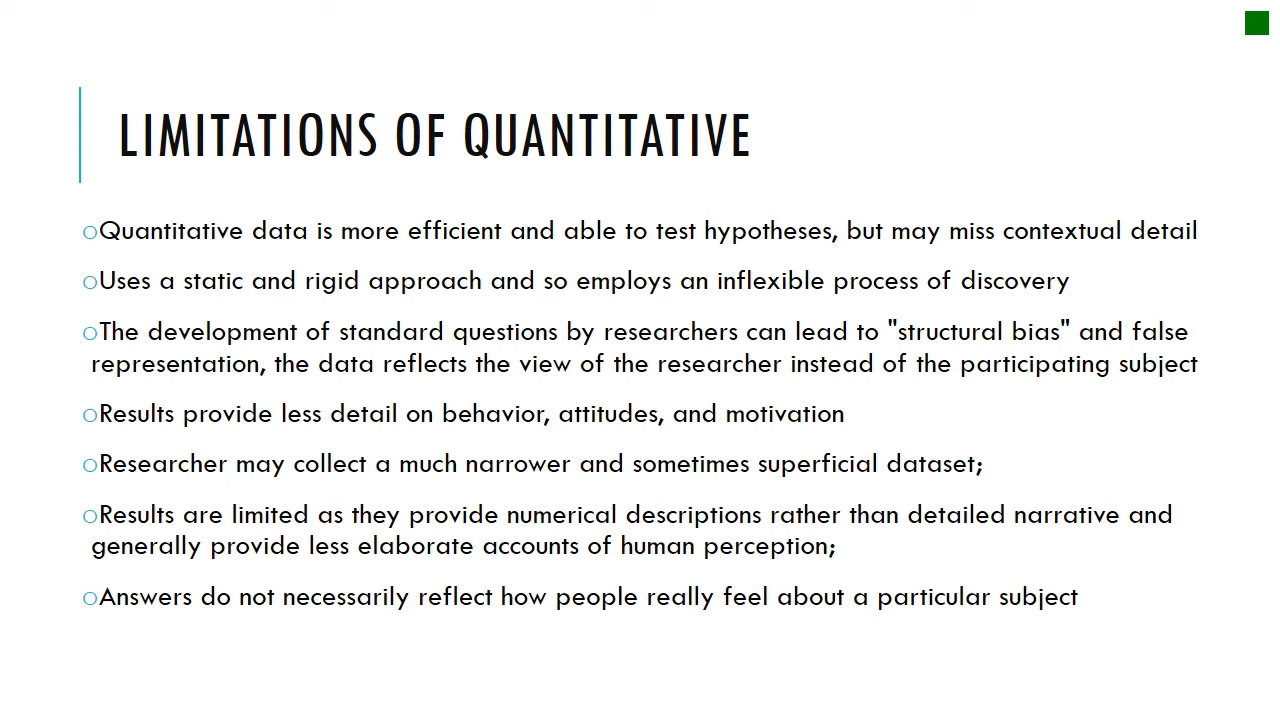 LIMITATIONS OF QUANTITATIVE
oQuantitative data is more efficient and able to test hypotheses, but may miss contextual detail
oUses a static and rigid approach and so employs an inflexible process of discovery
oThe development of standard questions by researchers can lead to "structural bias" and false
representation, the data reflects the view of the researcher instead of the participating subject
oResults provide less detail on behavior, attitudes, and motivation
oResearcher may collect a much narrower and sometimes superficial dataset;
oResults are limited as they provide numerical descriptions rather than detailed narrative and
generally provide less elaborate accounts of human perception;
oAnswers do not necessarily reflect how people really feel about a particular subject